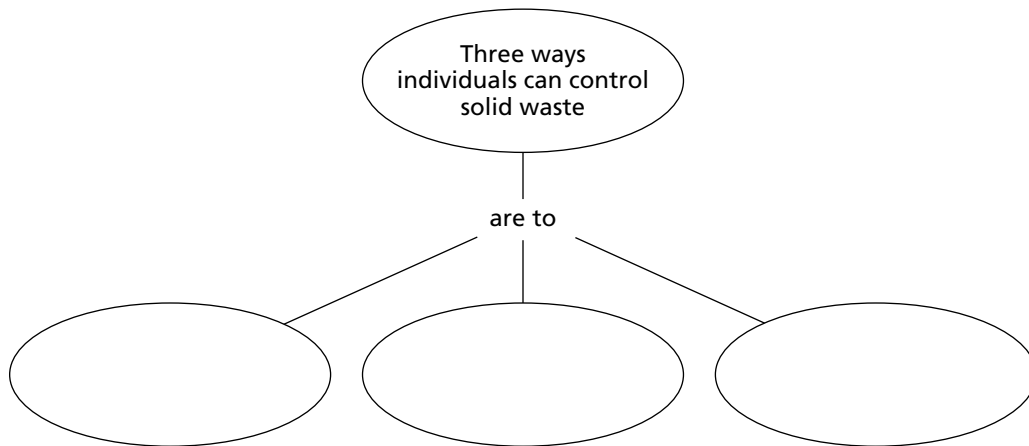 Three ways
individuals can control
solid waste
are to